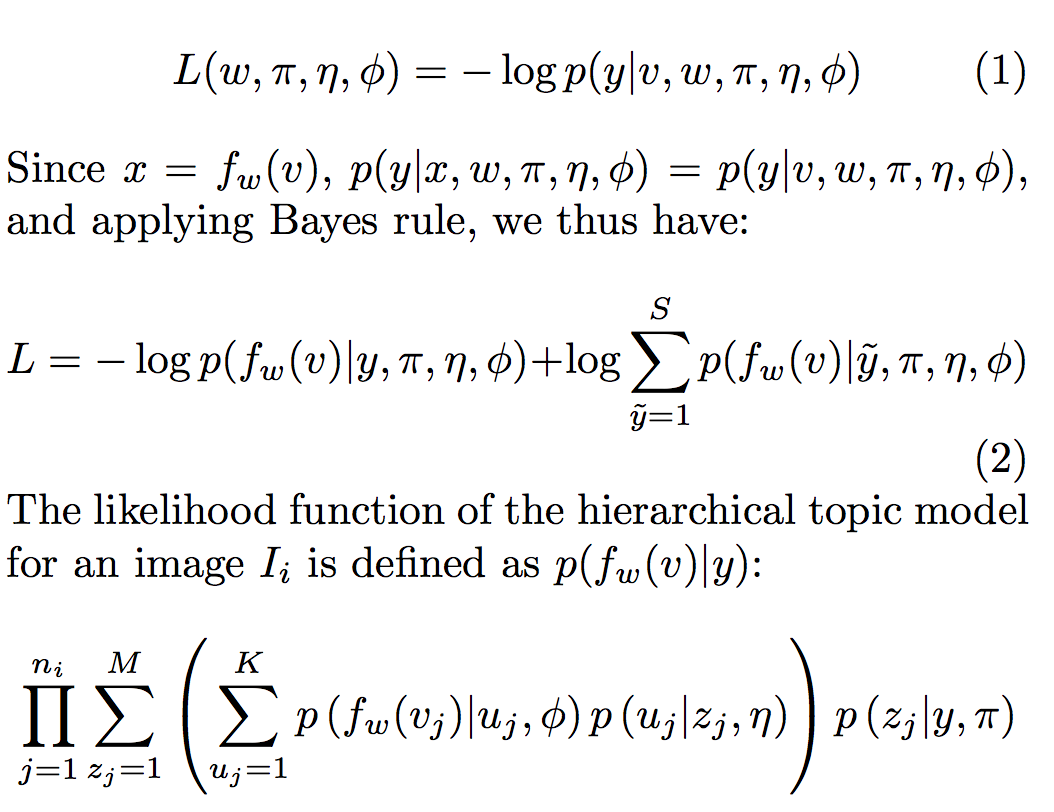 L(w, π, η, ϕ) = − log p(y|v, w, π, η, ϕ) (1)
Since x = f_w(v), p(y|x, w, π, η, ϕ) = p(y|v, w, π, η, ϕ),
and applying Bayes rule, we thus have:
L = − log p(f_w(v)|y, π, η, ϕ)+log ∑_{ỹ=1}^{S} p(f_w(v)|ỹ, π, η, ϕ)
(2)
The likelihood function of the hierarchical topic model
for an image I_i is defined as p(f_w(v)|y):
∏_{j=1}^{n_i} ∑_{z_j=1}^{M} ( ∑_{u_j=1}^{K} p (f_w(v_j)|u_j, ϕ) p (u_j|z_j, η) ) p (z_j|y, π)